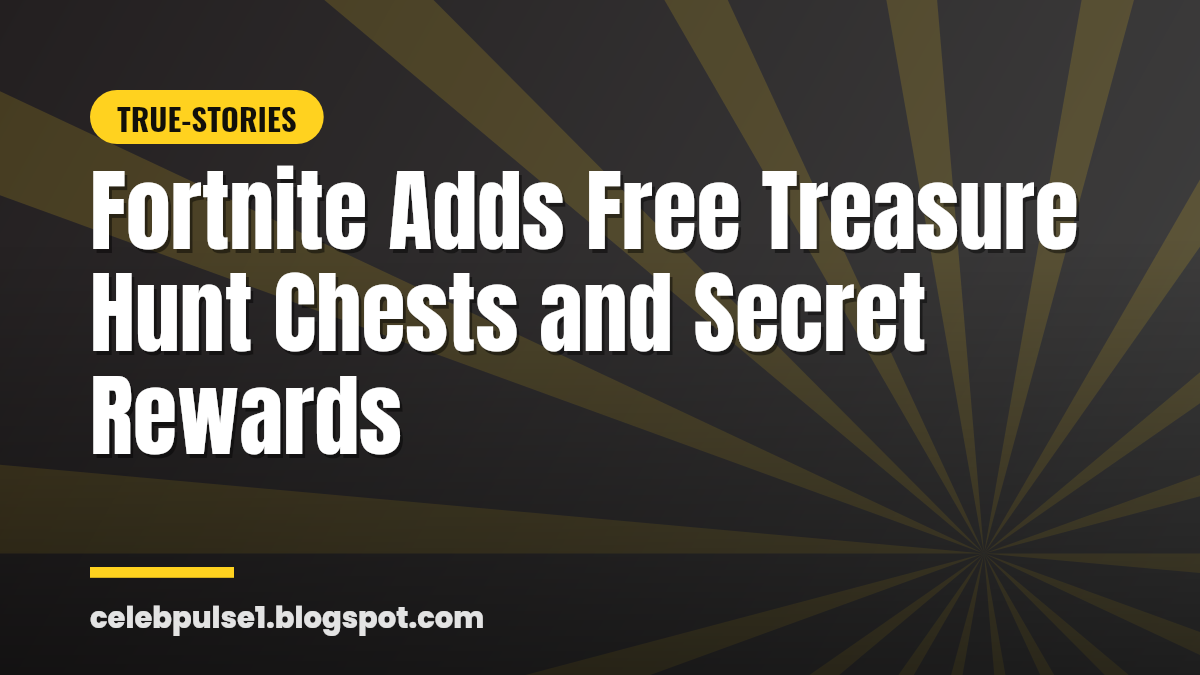 TRUE-STORIES
Fortnite Adds Free Treasure
Hunt Chests and Secret
Rewards
celebpulse1.blogspot.com